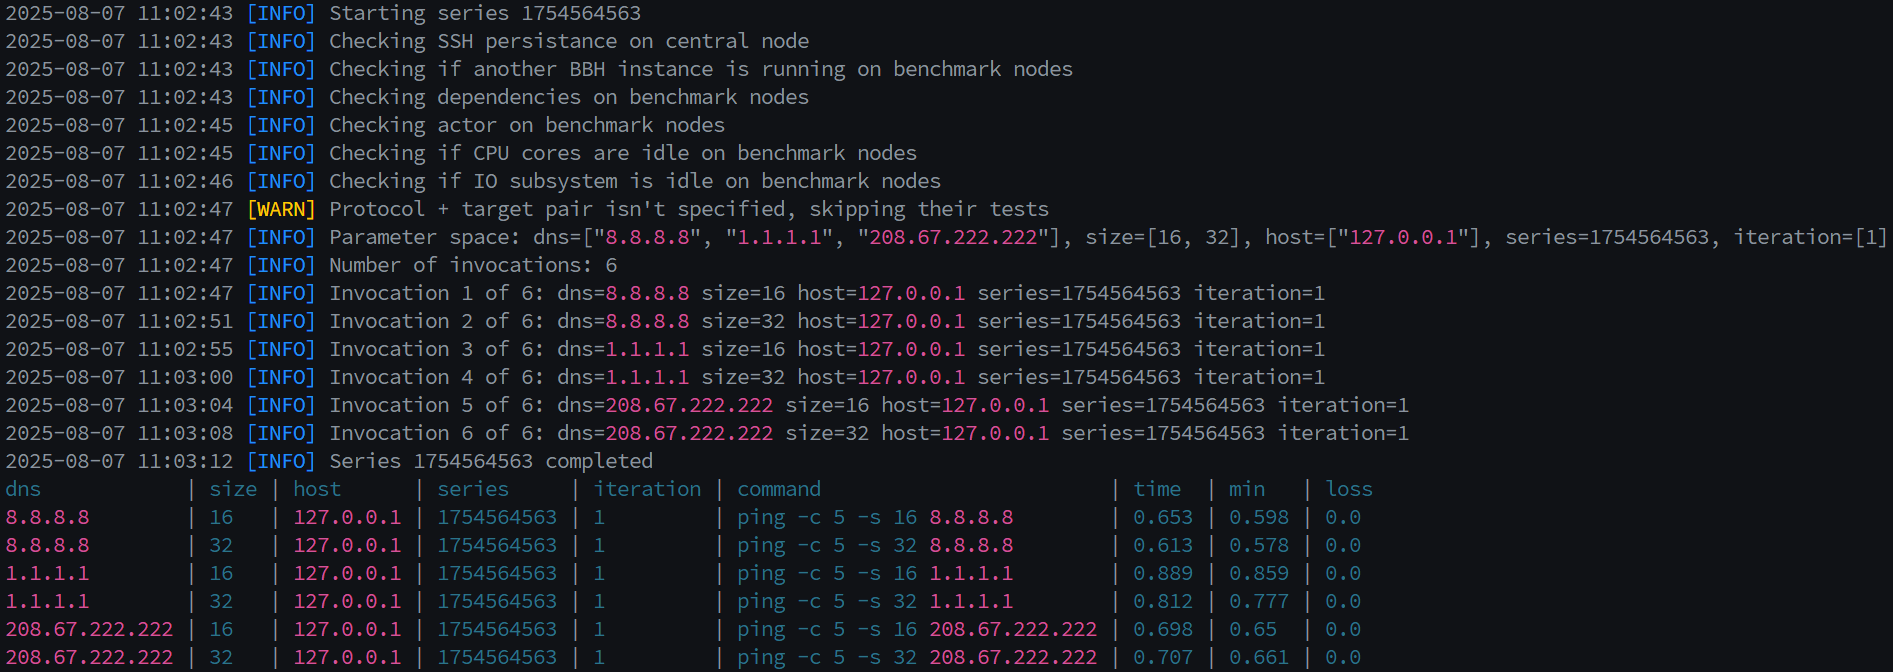 2025-08-07 11:02:43 [INFO] Starting series 1754564563
2025-08-07 11:02:43 [INFO] Checking SSH persistance on central node
2025-08-07 11:02:43 [INFO] Checking if another BBH instance is running on benchmark nodes
2025-08-07 11:02:43 [INFO] Checking dependencies on benchmark nodes
2025-08-07 11:02:45 [INFO] Checking actor on benchmark nodes
2025-08-07 11:02:45 [INFO] Checking if CPU cores are idle on benchmark nodes
2025-08-07 11:02:46 [INFO] Checking if IO subsystem is idle on benchmark nodes
2025-08-07 11:02:47 [WARN] Protocol + target pair isn't specified, skipping their tests
2025-08-07 11:02:47 [INFO] Parameter space: dns=["8.8.8.8", "1.1.1.1", "208.67.222.222"], size=[16, 32], host=["127.0.0.1"], series=1754564563, iteration=[1]
2025-08-07 11:02:47 [INFO] Number of invocations: 6
2025-08-07 11:02:47 [INFO] Invocation 1 of 6: dns=8.8.8.8 size=16 host=127.0.0.1 series=1754564563 iteration=1
2025-08-07 11:02:51 [INFO] Invocation 2 of 6: dns=8.8.8.8 size=32 host=127.0.0.1 series=1754564563 iteration=1
2025-08-07 11:02:55 [INFO] Invocation 3 of 6: dns=1.1.1.1 size=16 host=127.0.0.1 series=1754564563 iteration=1
2025-08-07 11:03:00 [INFO] Invocation 4 of 6: dns=1.1.1.1 size=32 host=127.0.0.1 series=1754564563 iteration=1
2025-08-07 11:03:04 [INFO] Invocation 5 of 6: dns=208.67.222.222 size=16 host=127.0.0.1 series=1754564563 iteration=1
2025-08-07 11:03:08 [INFO] Invocation 6 of 6: dns=208.67.222.222 size=32 host=127.0.0.1 series=1754564563 iteration=1
2025-08-07 11:03:12 [INFO] Series 1754564563 completed
dns            | size | host      | series     | iteration | command                       | time  | min   | loss
8.8.8.8        | 16   | 127.0.0.1 | 1754564563 | 1         | ping -c 5 -s 16 8.8.8.8        | 0.653 | 0.598 | 0.0
8.8.8.8        | 32   | 127.0.0.1 | 1754564563 | 1         | ping -c 5 -s 32 8.8.8.8        | 0.613 | 0.578 | 0.0
1.1.1.1        | 16   | 127.0.0.1 | 1754564563 | 1         | ping -c 5 -s 16 1.1.1.1        | 0.889 | 0.859 | 0.0
1.1.1.1        | 32   | 127.0.0.1 | 1754564563 | 1         | ping -c 5 -s 32 1.1.1.1        | 0.812 | 0.777 | 0.0
208.67.222.222 | 16   | 127.0.0.1 | 1754564563 | 1         | ping -c 5 -s 16 208.67.222.222 | 0.698 | 0.65  | 0.0
208.67.222.222 | 32   | 127.0.0.1 | 1754564563 | 1         | ping -c 5 -s 32 208.67.222.222 | 0.707 | 0.661 | 0.0